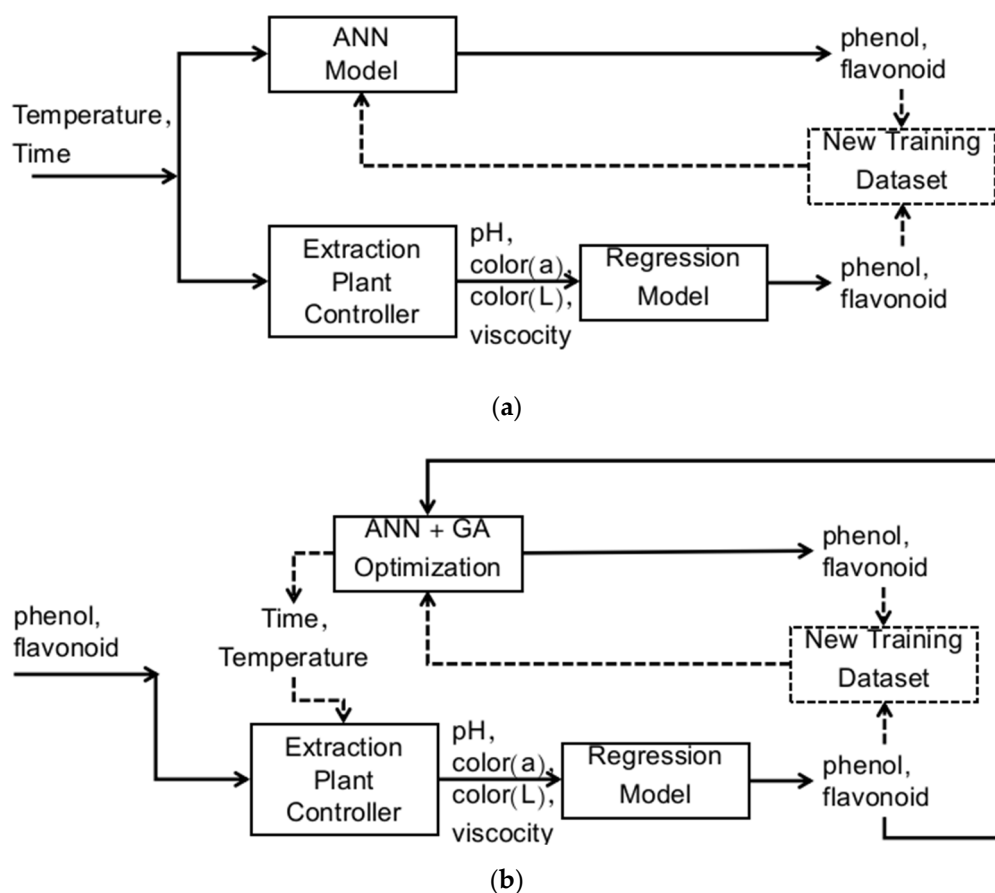 ANN
Model
phenol,
flavonoid
Temperature,
Time
New Training
Dataset
Extraction
Plant
Controller
pH,
color(a),
color(L),
viscocity
Regression
Model
phenol,
flavonoid
(a)
ANN + GA
Optimization
phenol,
flavonoid
phenol,
flavonoid
Time,
Temperature
New Training
Dataset
Extraction
Plant
Controller
pH,
color(a),
color(L),
viscocity
Regression
Model
phenol,
flavonoid
(b)